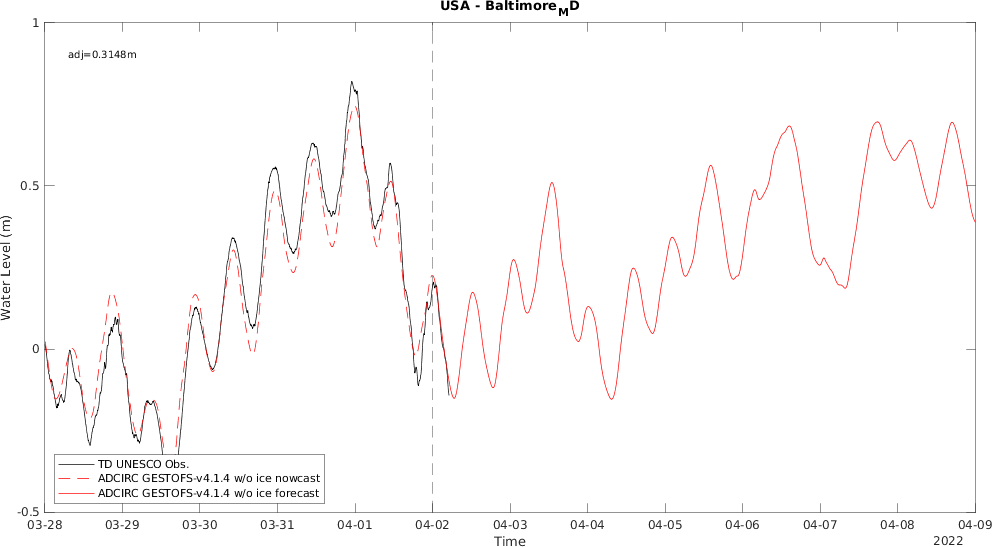 USA - BaltimoreMD
adj=0.3148m
1
0.5
0
-0.5
Water Level (m)
TD UNESCO Obs.
ADCIRC GESTOFS-v4.1.4 w/o ice nowcast
ADCIRC GESTOFS-v4.1.4 w/o ice forecast
03-28 03-29 03-30 03-31 04-01 04-02 04-03 04-04 04-05 04-06 04-07 04-08 04-09
Time
2022